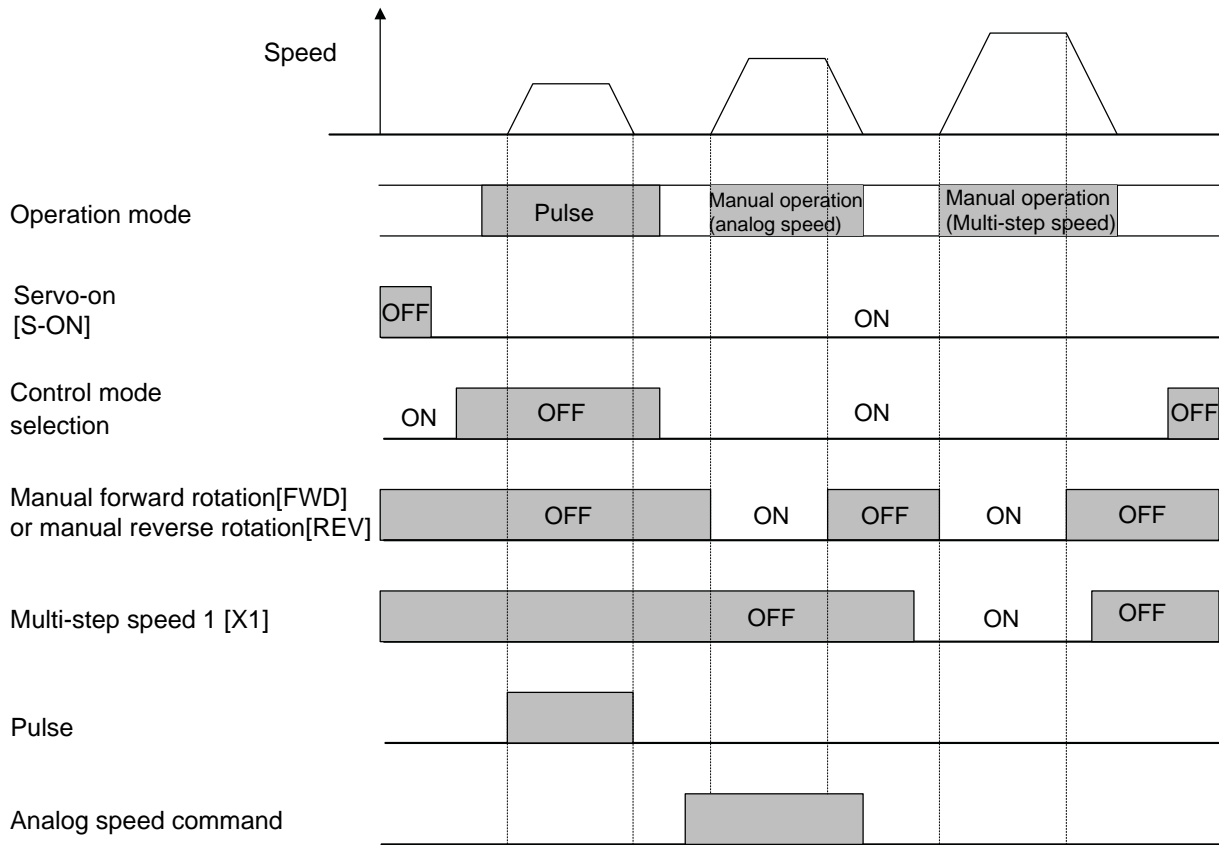 Speed
Operation mode
Pulse
Manual operation
(analog speed)
Manual operation
(Multi-step speed)
Servo-on
[S-ON]
OFF
ON
Control mode
selection
ON
OFF
ON
OFF
Manual forward rotation[FWD]
or manual reverse rotation[REV]
OFF
ON
OFF
ON
OFF
Multi-step speed 1 [X1]
OFF
ON
OFF
Pulse
Analog speed command